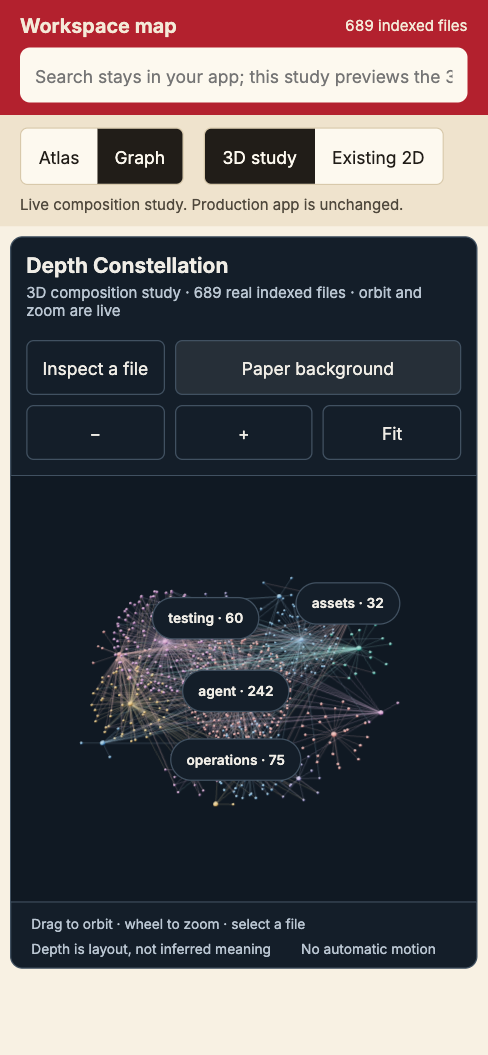 Workspace map
689 indexed files
Search stays in your app; this study previews the 3
Atlas
Graph
3D study
Existing 2D
Live composition study. Production app is unchanged.
Depth Constellation
3D composition study · 689 real indexed files · orbit and
zoom are live
Inspect a file
Paper background
−
+
Fit
assets · 32
testing · 60
agent · 242
operations · 75
Drag to orbit · wheel to zoom · select a file
Depth is layout, not inferred meaning
No automatic motion